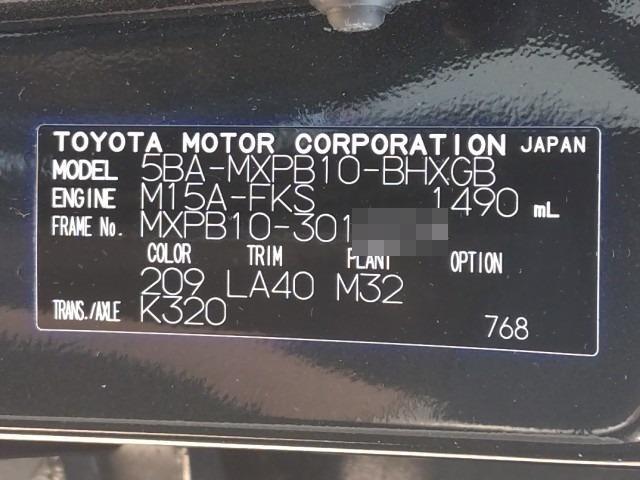 TOYOTA MOTOR CORPORATION JAPAN
MODEL 5BA-MXPB10-BHXGB
ENGINE M15A-FKS 1490 mL
FRAME No. MXPB10-301
COLOR TRIM PLANT OPTION
209 LA40 M32
TRANS./AXLE K320
768